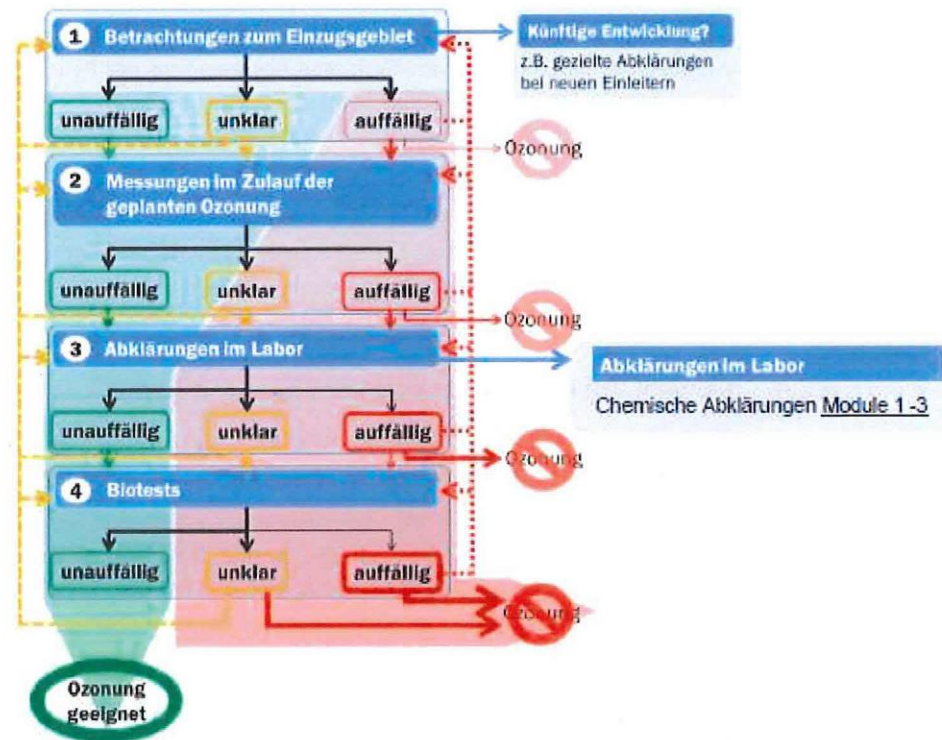 1 Betrachtungen zum Einzugsgebiet
Künftige Entwicklung?
z.B. gezielte Abklärungen
bei neuen Einleitern
unauffällig unklar auffällig
Ozonung
2 Messungen im Zulauf der
geplanten Ozonung
unauffällig unklar auffällig
Ozonung
3 Abklärungen im Labor
Abklärungen im Labor
Chemische Abklärungen Module 1-3
unauffällig unklar auffällig
Ozonung
4 Biotests
unauffällig unklar auffällig
Ozonung
Ozonung
geeignet